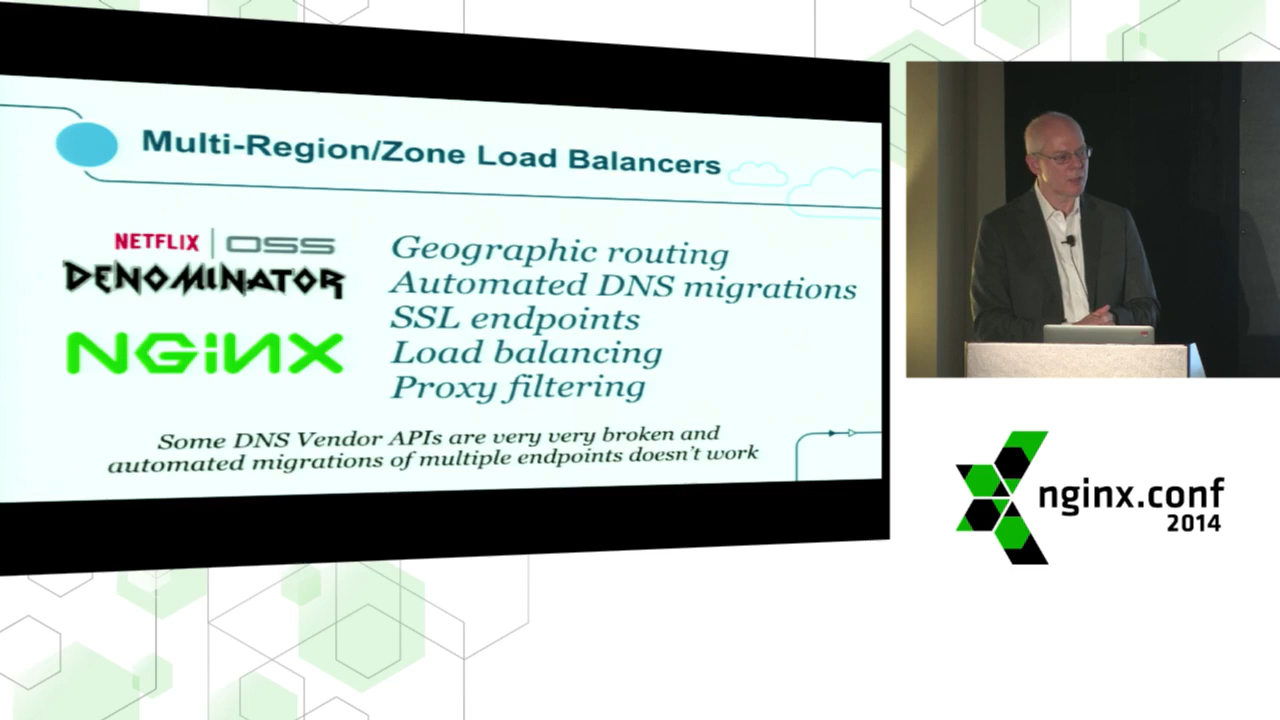 Multi-Region/Zone Load Balancers
NETFLIX | OSS
DENOMINATOR
NGiNX
Geographic routing
Automated DNS migrations
SSL endpoints
Load balancing
Proxy filtering
Some DNS Vendor APIs are very very broken and
automated migrations of multiple endpoints doesn't work
nginx.conf
2014